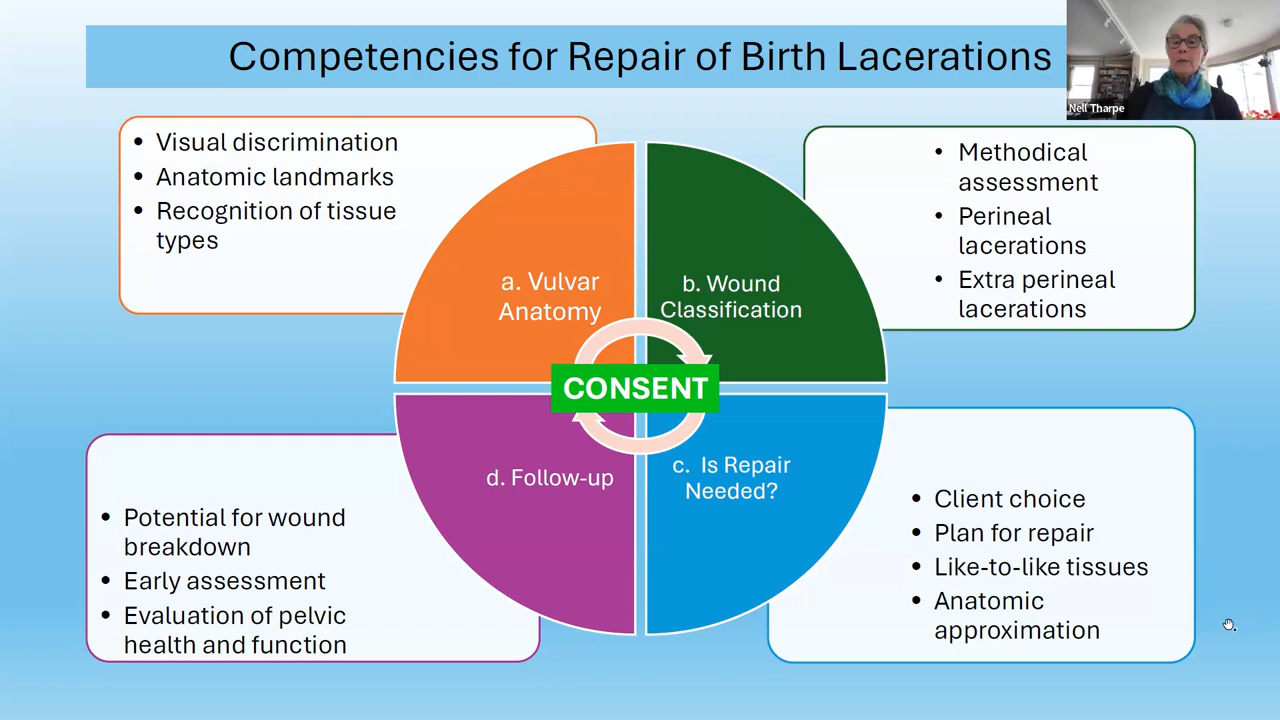 Competencies for Repair of Birth Lacerations
Nell Tharpe
• Visual discrimination
• Anatomic landmarks
• Recognition of tissue
types
• Methodical
assessment
• Perineal
lacerations
• Extra perineal
lacerations
a. Vulvar
Anatomy
b. Wound
Classification
CONSENT
d. Follow-up
c. Is Repair
Needed?
• Potential for wound
breakdown
• Early assessment
• Evaluation of pelvic
health and function
• Client choice
• Plan for repair
• Like-to-like tissues
• Anatomic
approximation